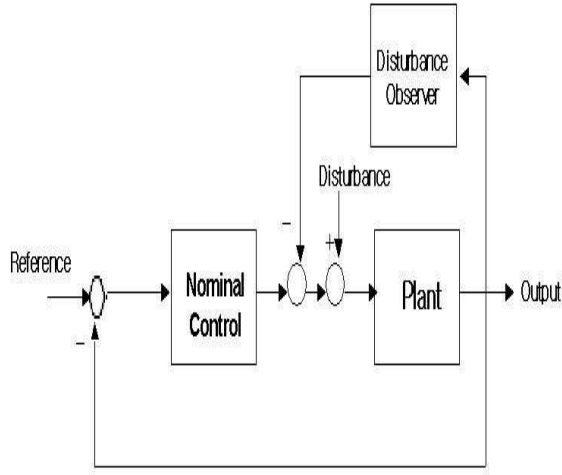 Disturbance
Observer
Disturbance
–
+
Reference
Nominal
Control
Plant
Output
–